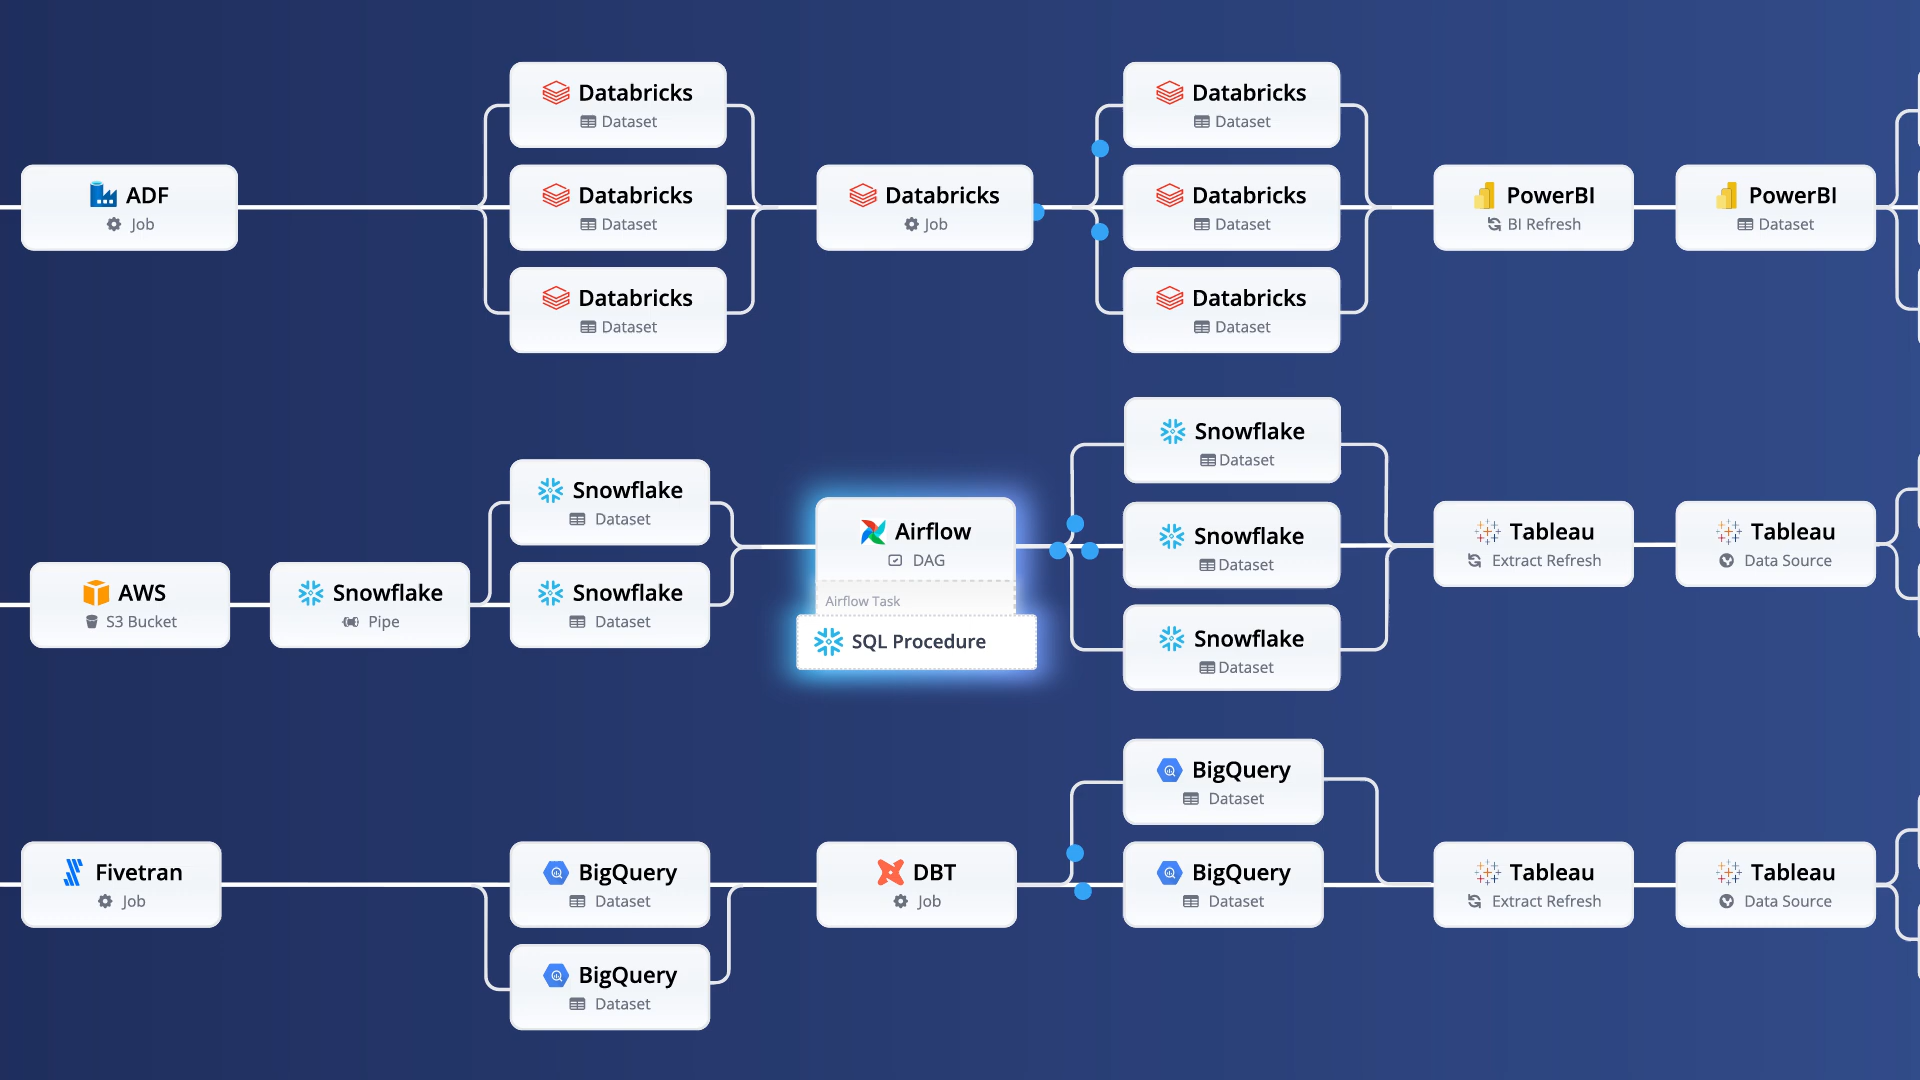 Databricks
Dataset
Databricks
Dataset
ADF
Job
Databricks
Dataset
Databricks
Job
Databricks
Dataset
PowerBI
BI Refresh
PowerBI
Dataset
Databricks
Dataset
Databricks
Dataset
Snowflake
Dataset
Snowflake
Dataset
Airflow
DAG
Airflow Task
SQL Procedure
Snowflake
Dataset
Tableau
Extract Refresh
Tableau
Data Source
AWS
S3 Bucket
Snowflake
Pipe
Snowflake
Dataset
Snowflake
Dataset
BigQuery
Dataset
Fivetran
Job
BigQuery
Dataset
DBT
Job
BigQuery
Dataset
Tableau
Extract Refresh
Tableau
Data Source
BigQuery
Dataset